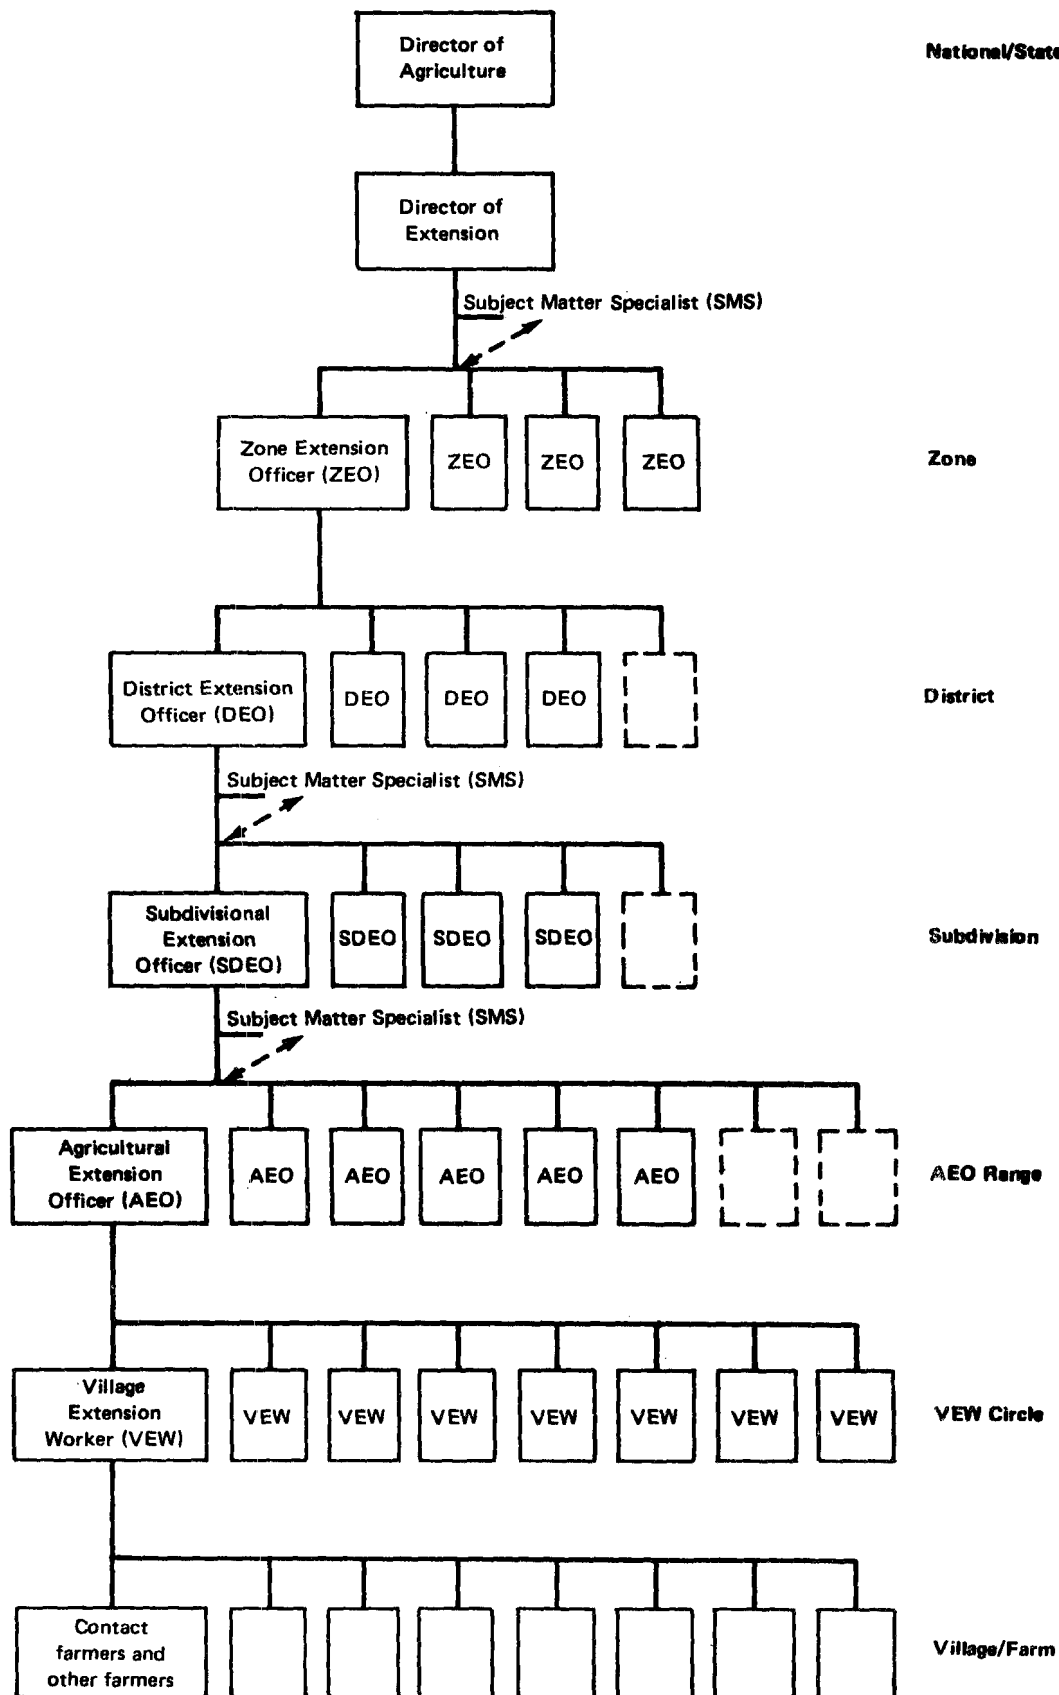 Director of
Agriculture
National/State
Director of
Extension
Subject Matter Specialist (SMS)
Zone Extension
Officer (ZEO)
ZEO
ZEO
ZEO
Zone
District Extension
Officer (DEO)
DEO
DEO
DEO
District
Subject Matter Specialist (SMS)
Subdivisional
Extension
Officer (SDEO)
SDEO
SDEO
SDEO
Subdivision
Subject Matter Specialist (SMS)
Agricultural
Extension
Officer (AEO)
AEO
AEO
AEO
AEO
AEO
AEO Range
Village
Extension
Worker (VEW)
VEW
VEW
VEW
VEW
VEW
VEW
VEW
VEW Circle
Contact
farmers and
other farmers
Village/Farm